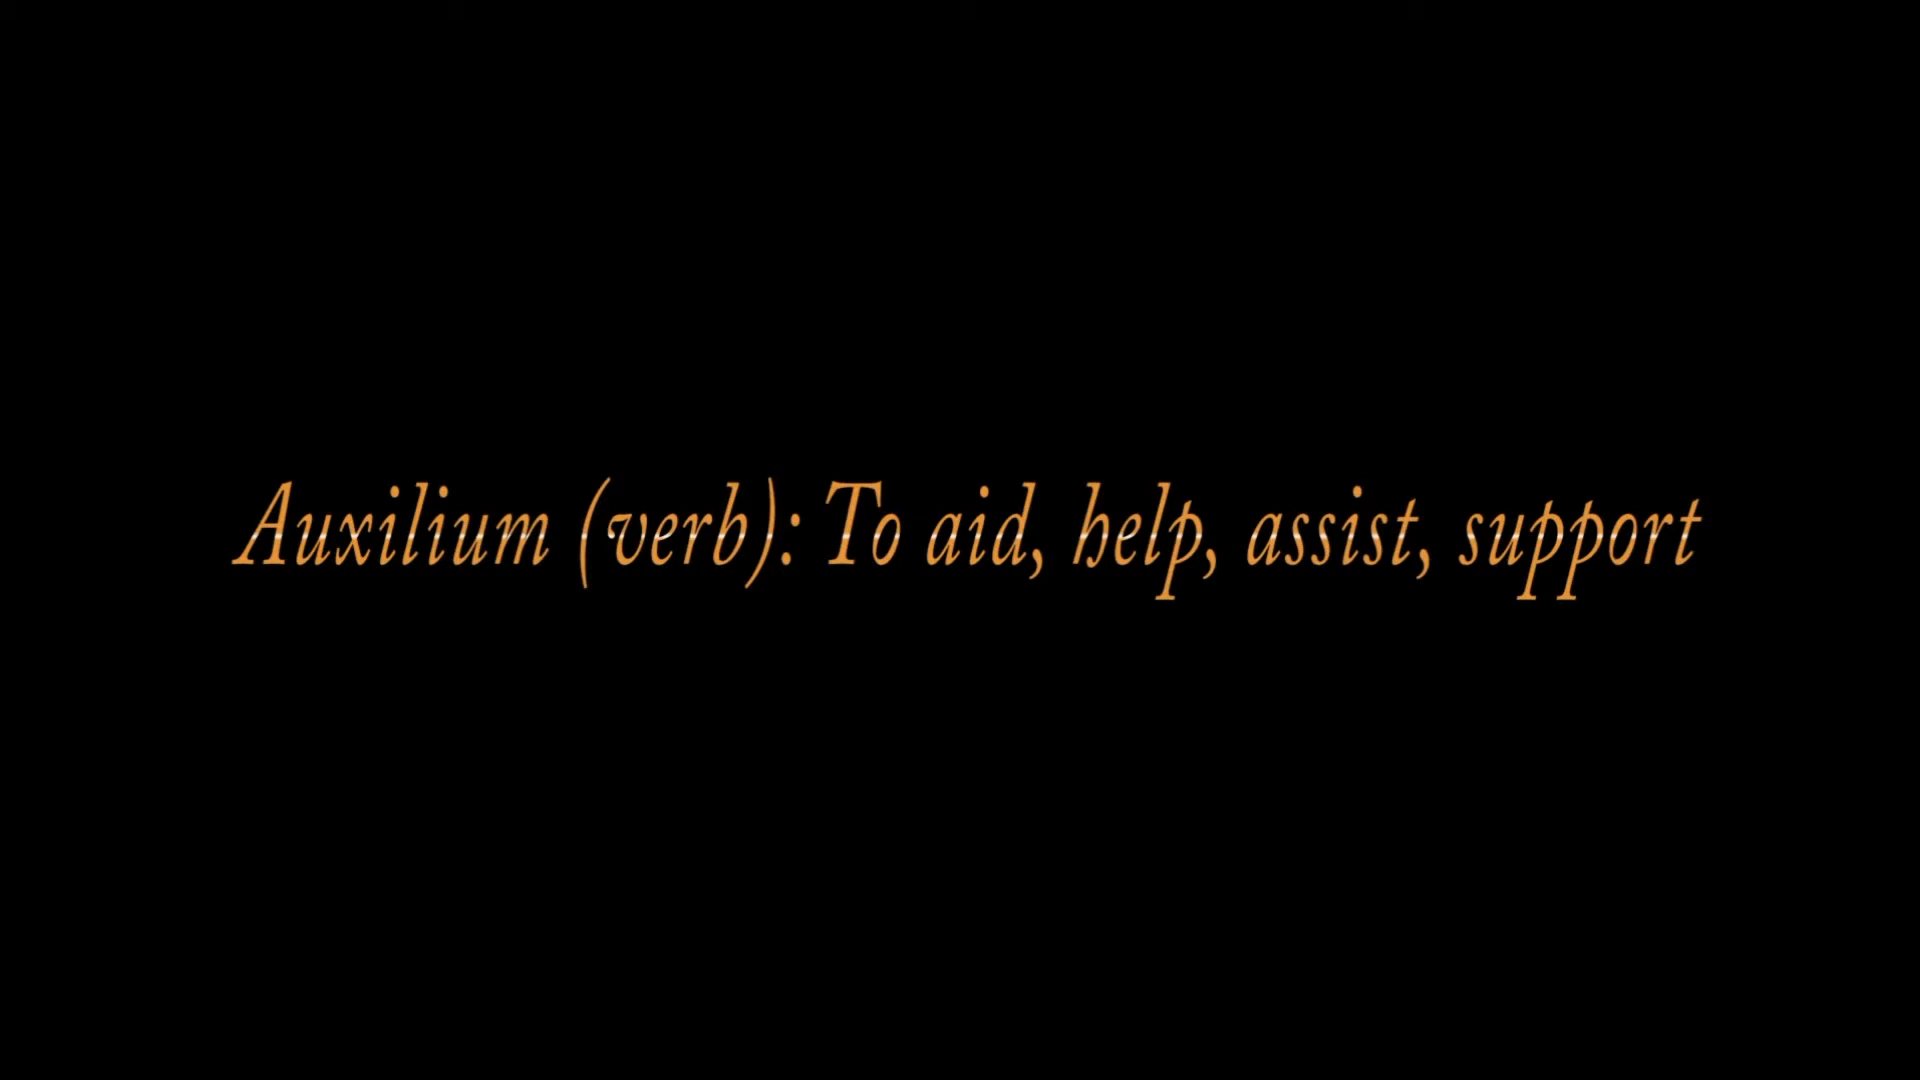 Auxilium (verb): To aid, help, assist, support